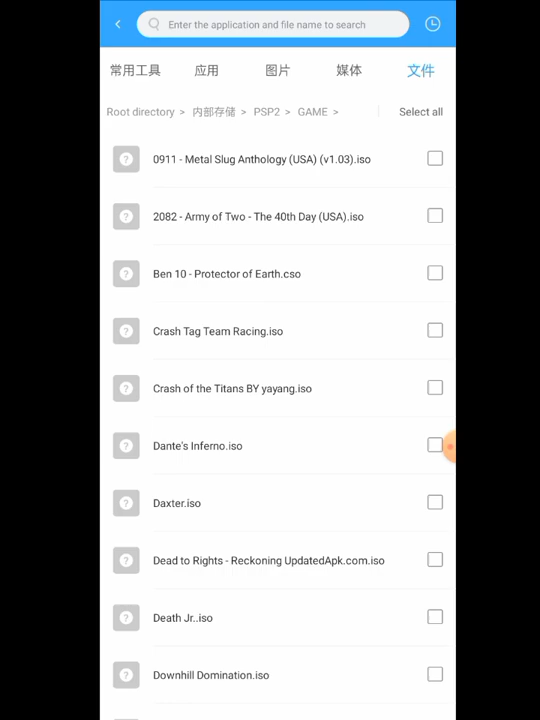 Enter the application and file name to search
常用工具 应用 图片 媒体 文件
Root directory > 内部存储 > PSP2 > GAME > Select all
0911 - Metal Slug Anthology (USA) (v1.03).iso
2082 - Army of Two - The 40th Day (USA).iso
Ben 10 - Protector of Earth.cso
Crash Tag Team Racing.iso
Crash of the Titans BY yayang.iso
Dante's Inferno.iso
Daxter.iso
Dead to Rights - Reckoning UpdatedApk.com.iso
Death Jr..iso
Downhill Domination.iso